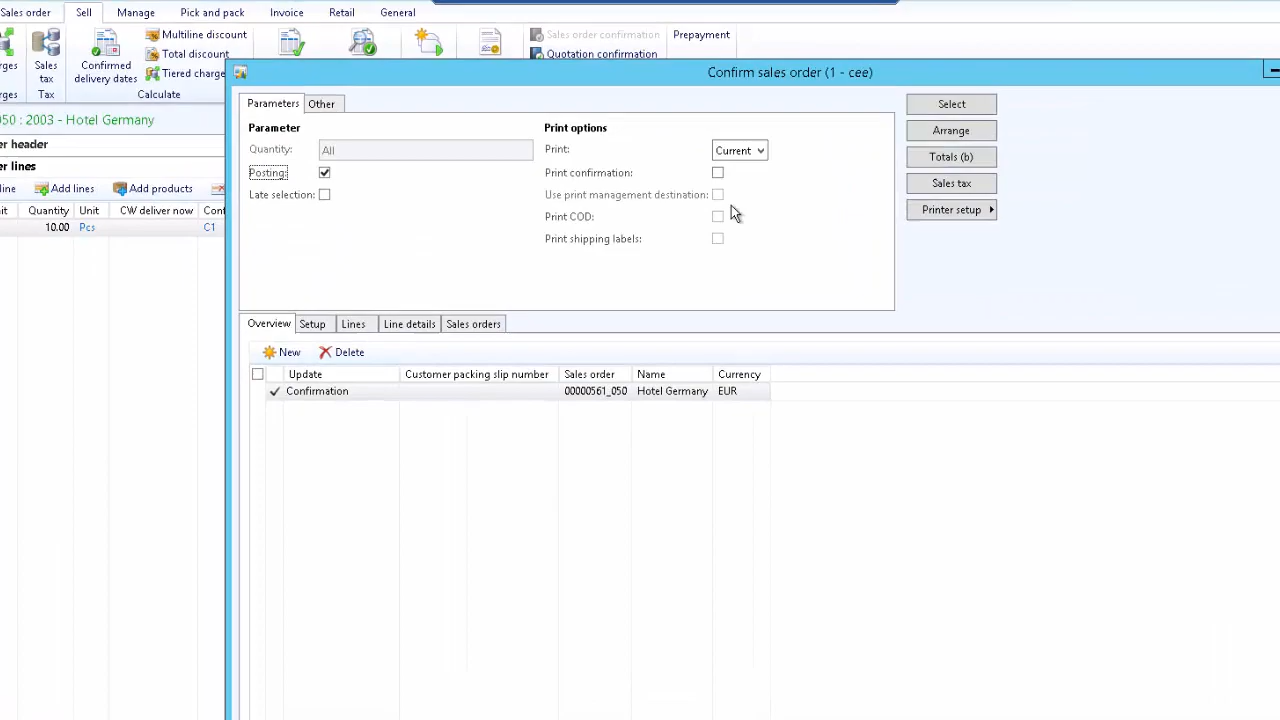 Sales order Sell Manage Pick and pack Invoice Retail General
Multiline discount
Total discount
Tiered charge
Sales tax
Confirmed delivery dates
Sales order confirmation
Quotation confirmation
Prepayment
Tax
Calculate
Confirm sales order (1 - cee)
2003 - Hotel Germany
Add lines
Add products
Quantity Unit CW deliver now
10.00 Pcs C1
Parameters Other
Parameter
Quantity: All
Posting:
Late selection:
Print options
Print: Current
Print confirmation:
Use print management destination:
Print COD:
Print shipping labels:
Select
Arrange
Totals (b)
Sales tax
Printer setup
Overview Setup Lines Line details Sales orders
New Delete
Update Customer packing slip number Sales order Name Currency
Confirmation 00000561_050 Hotel Germany EUR